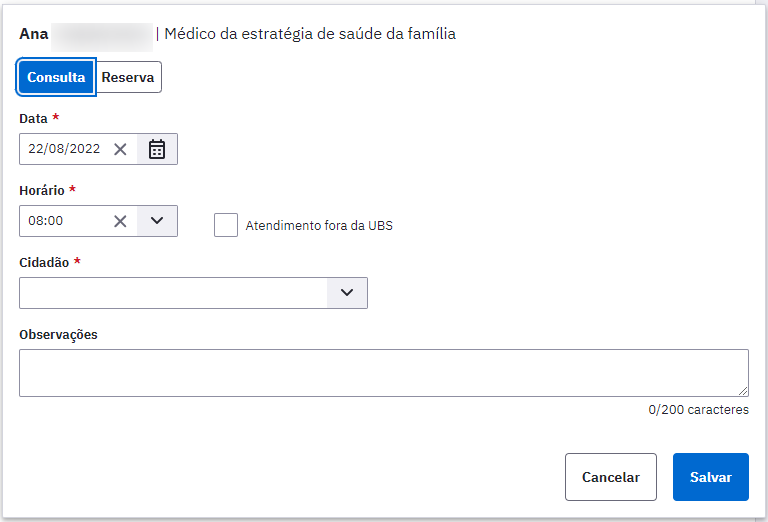 Ana | Médico da estratégia de saúde da família
Consulta Reserva
Data *
22/08/2022
Horário *
08:00 Atendimento fora da UBS
Cidadão *
Observações
0/200 caracteres
Cancelar Salvar